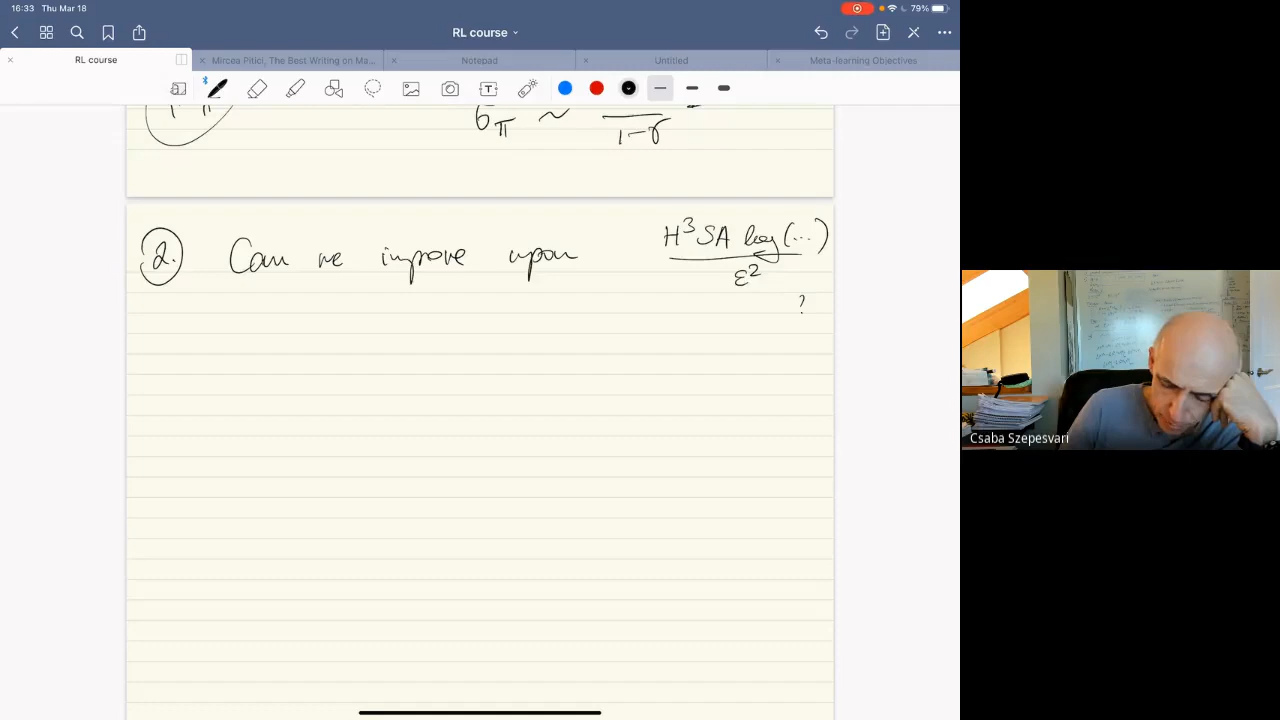 16:33 Thu Mar 18
79%
RL course
RL course
Mircea Pitici, The Best Writing on Ma...
Notepad
Untitled
Meta-learning Objectives
6π ~
1-γ
2. Can we improve upon H³SA log(...)
ε²
?
Csaba Szepesvari